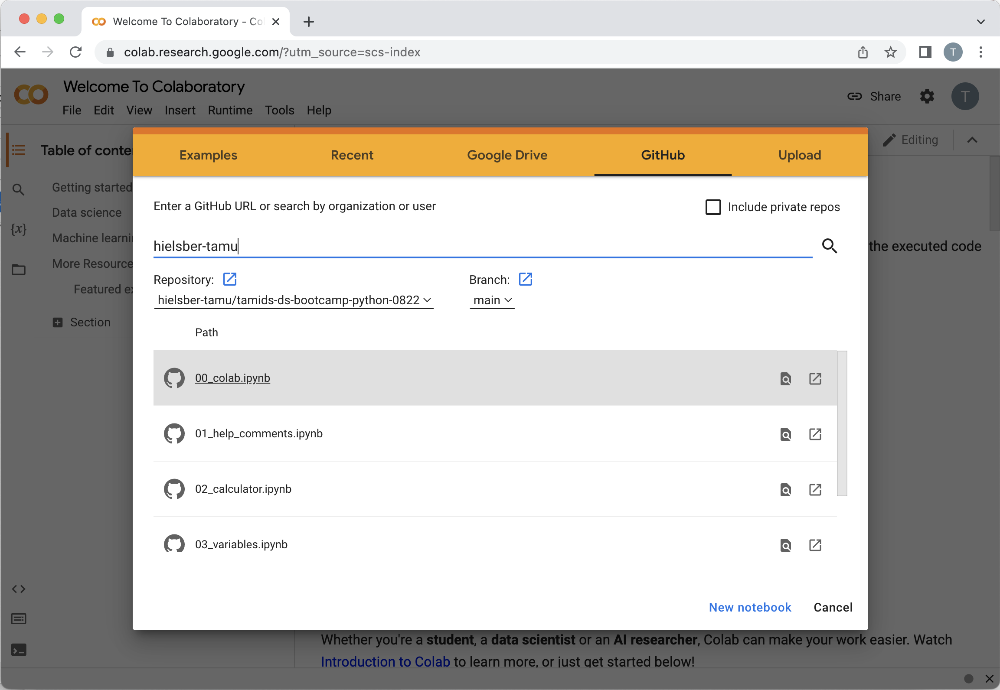 Welcome To Colaboratory - Co
colab.research.google.com/?utm_source=scs-index
T
Welcome To Colaboratory
File Edit View Insert Runtime Tools Help
Share
T
Table of conte
Editing
Examples Recent Google Drive GitHub Upload
Getting started
Enter a GitHub URL or search by organization or user
Include private repos
Data science
{x}
Machine learni
hielsber-tamu
the executed code
More Resource
Repository: Branch:
Featured ex
hielsber-tamu/tamids-ds-bootcamp-python-0822 main
Section
Path
00_colab.ipynb
01_help_comments.ipynb
02_calculator.ipynb
03_variables.ipynb
New notebook Cancel
Whether you're a student, a data scientist or an AI researcher, Colab can make your work easier. Watch
Introduction to Colab to learn more, or just get started below!